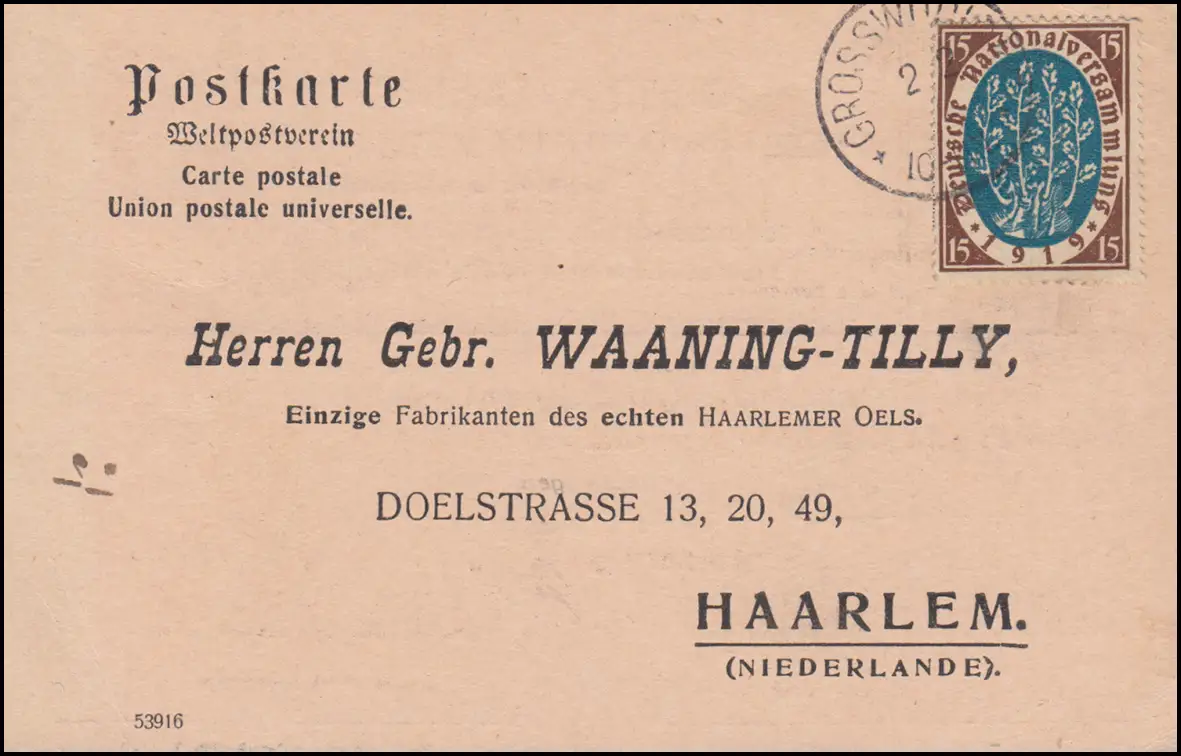 Postkarte
Weltpostverein
Carte postale
Union postale universelle.
2
10
15 15
Deutsche Nationalversammlung
* 1919 *
15 15
Herren Gebr. WAANING-TILLY,
Einzige Fabrikanten des echten HAARLEMER OELS.
DOELSTRASSE 13, 20, 49,
HAARLEM.
(NIEDERLANDE).
53916